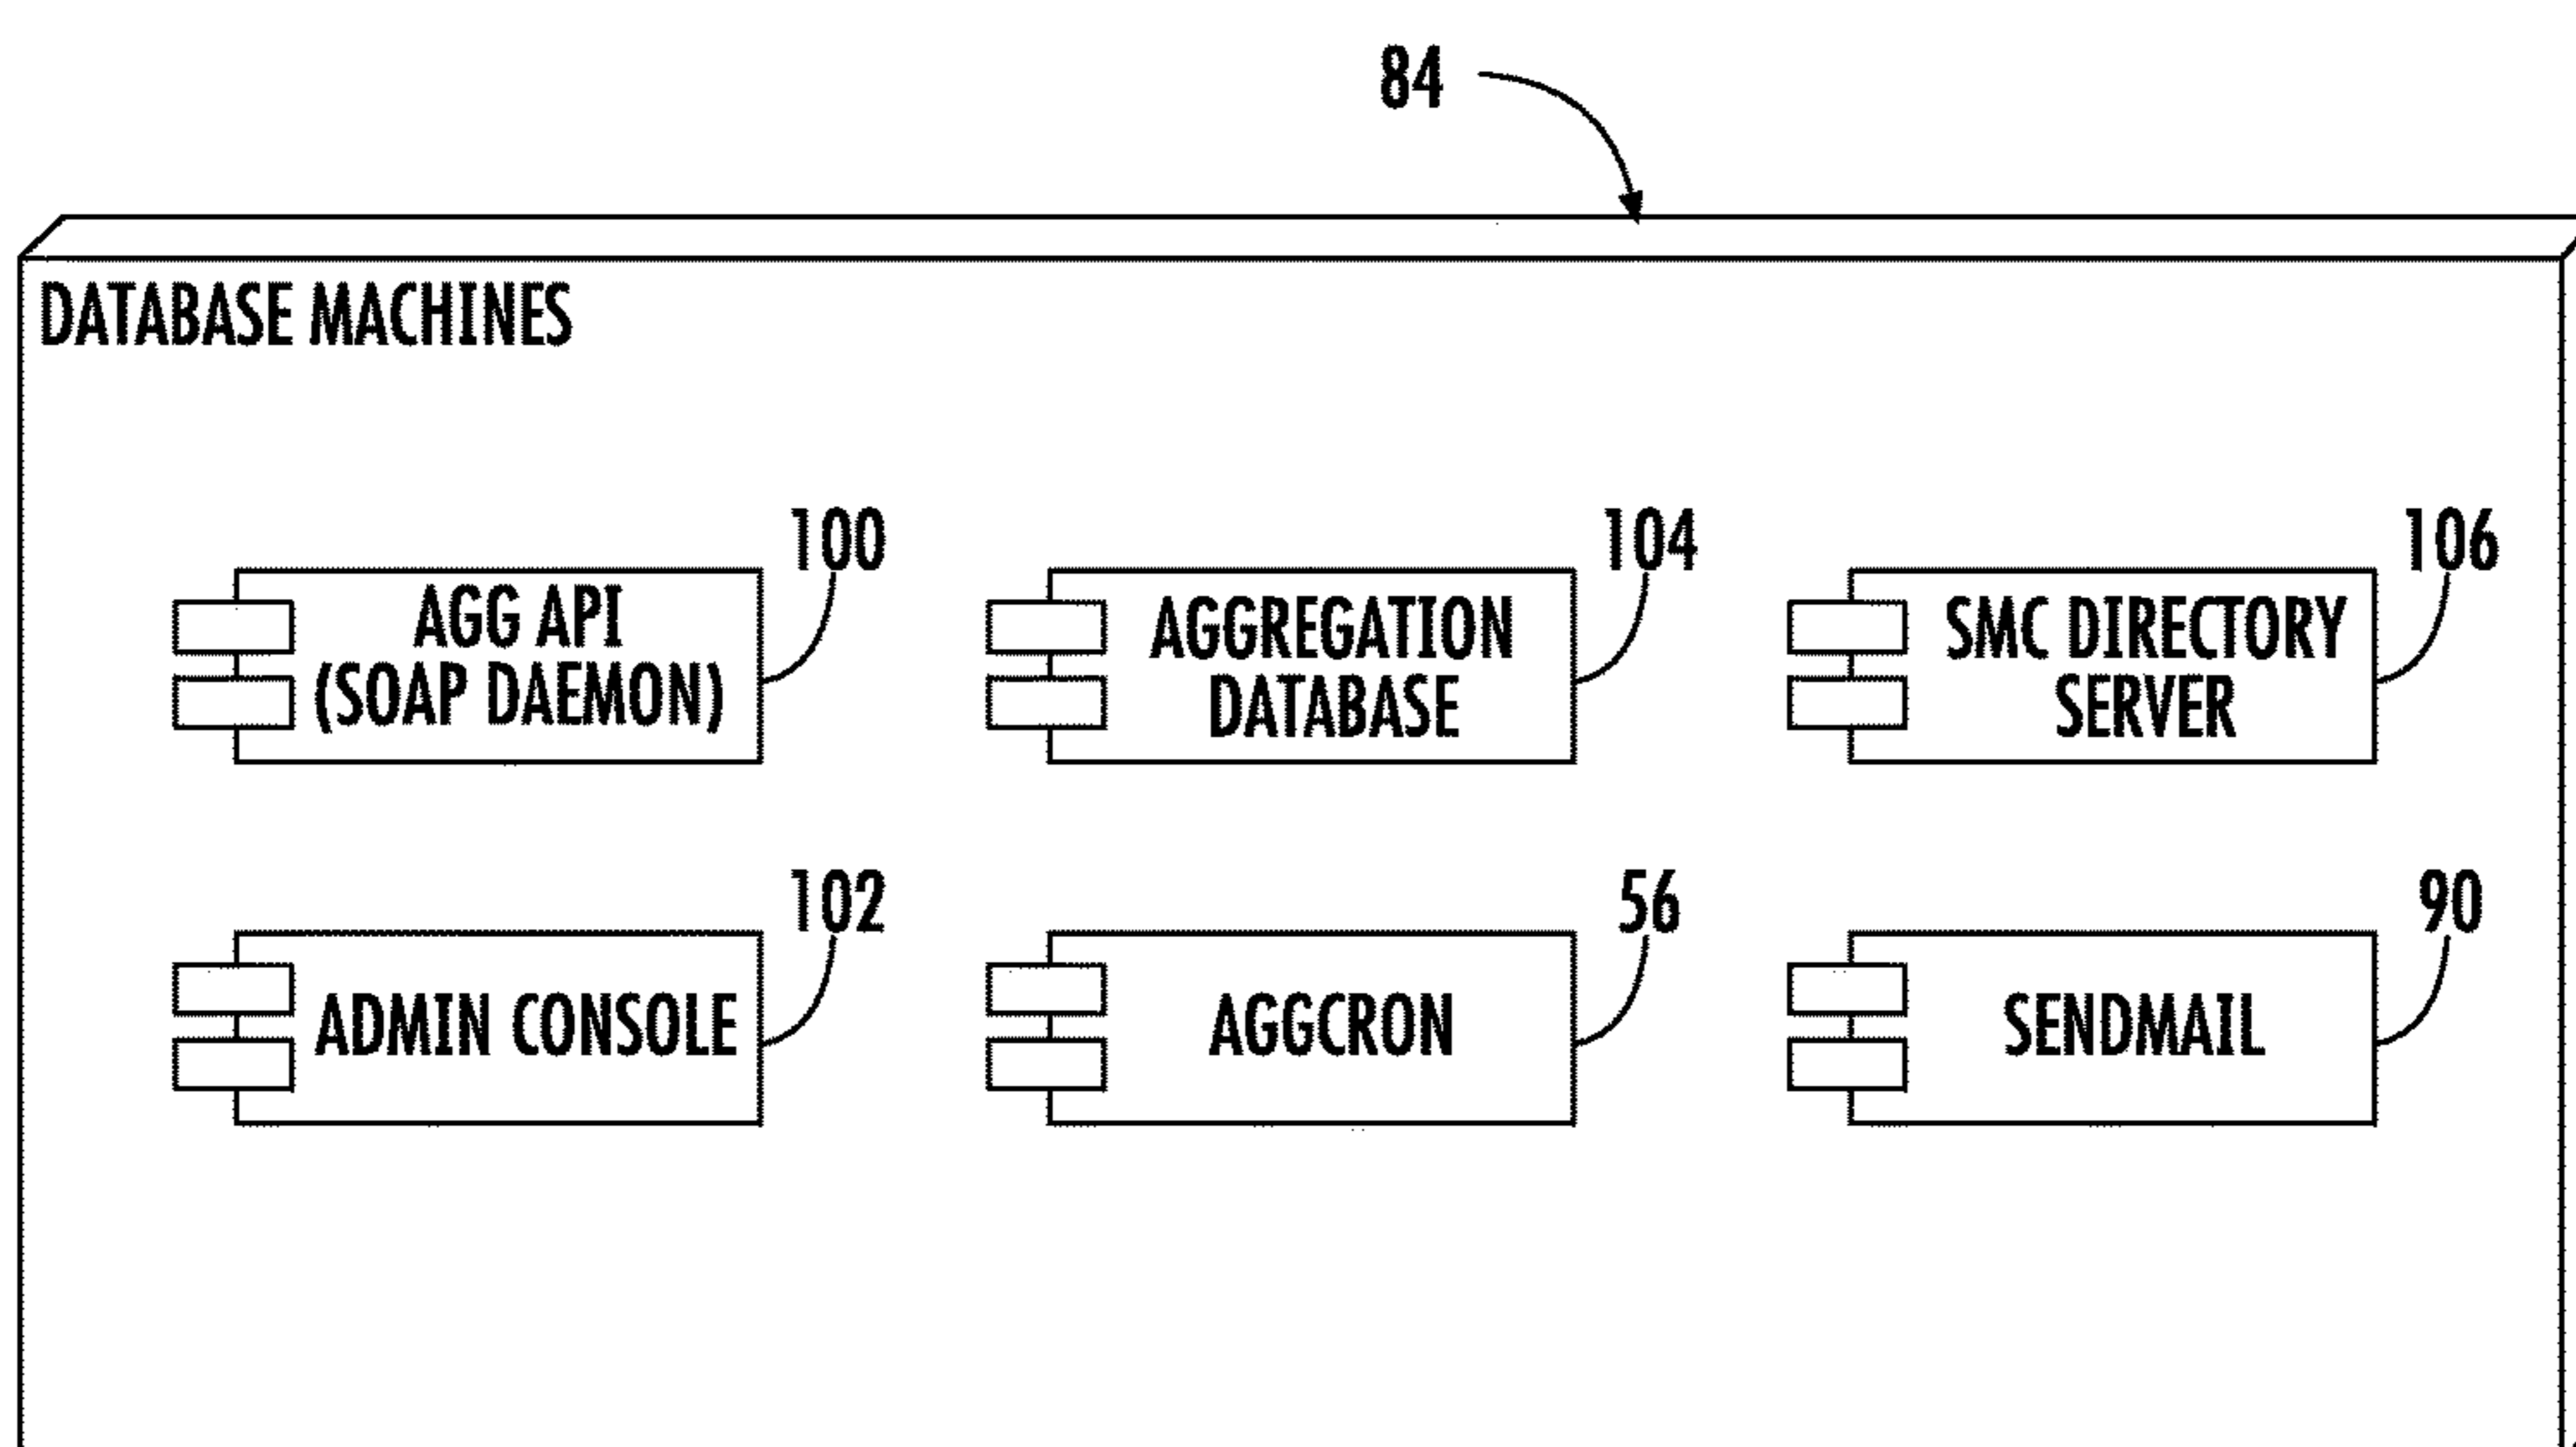 84
DATABASE MACHINES
100
104
106
AGG API
(SOAP DAEMON)
AGGREGATION
DATABASE
SMC DIRECTORY
SERVER
102
56
90
ADMIN CONSOLE
AGGCRON
SENDMAIL